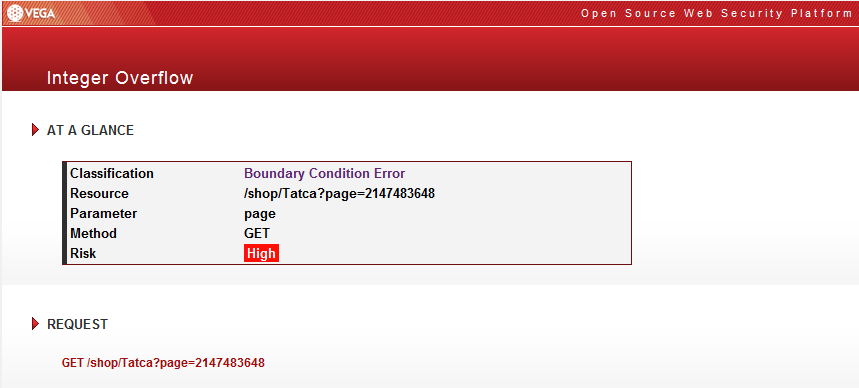 VEGA
Open Source Web Security Platform
Integer Overflow
AT A GLANCE
Classification Boundary Condition Error
Resource /shop/Tatca?page=2147483648
Parameter page
Method GET
Risk High
REQUEST
GET /shop/Tatca?page=2147483648